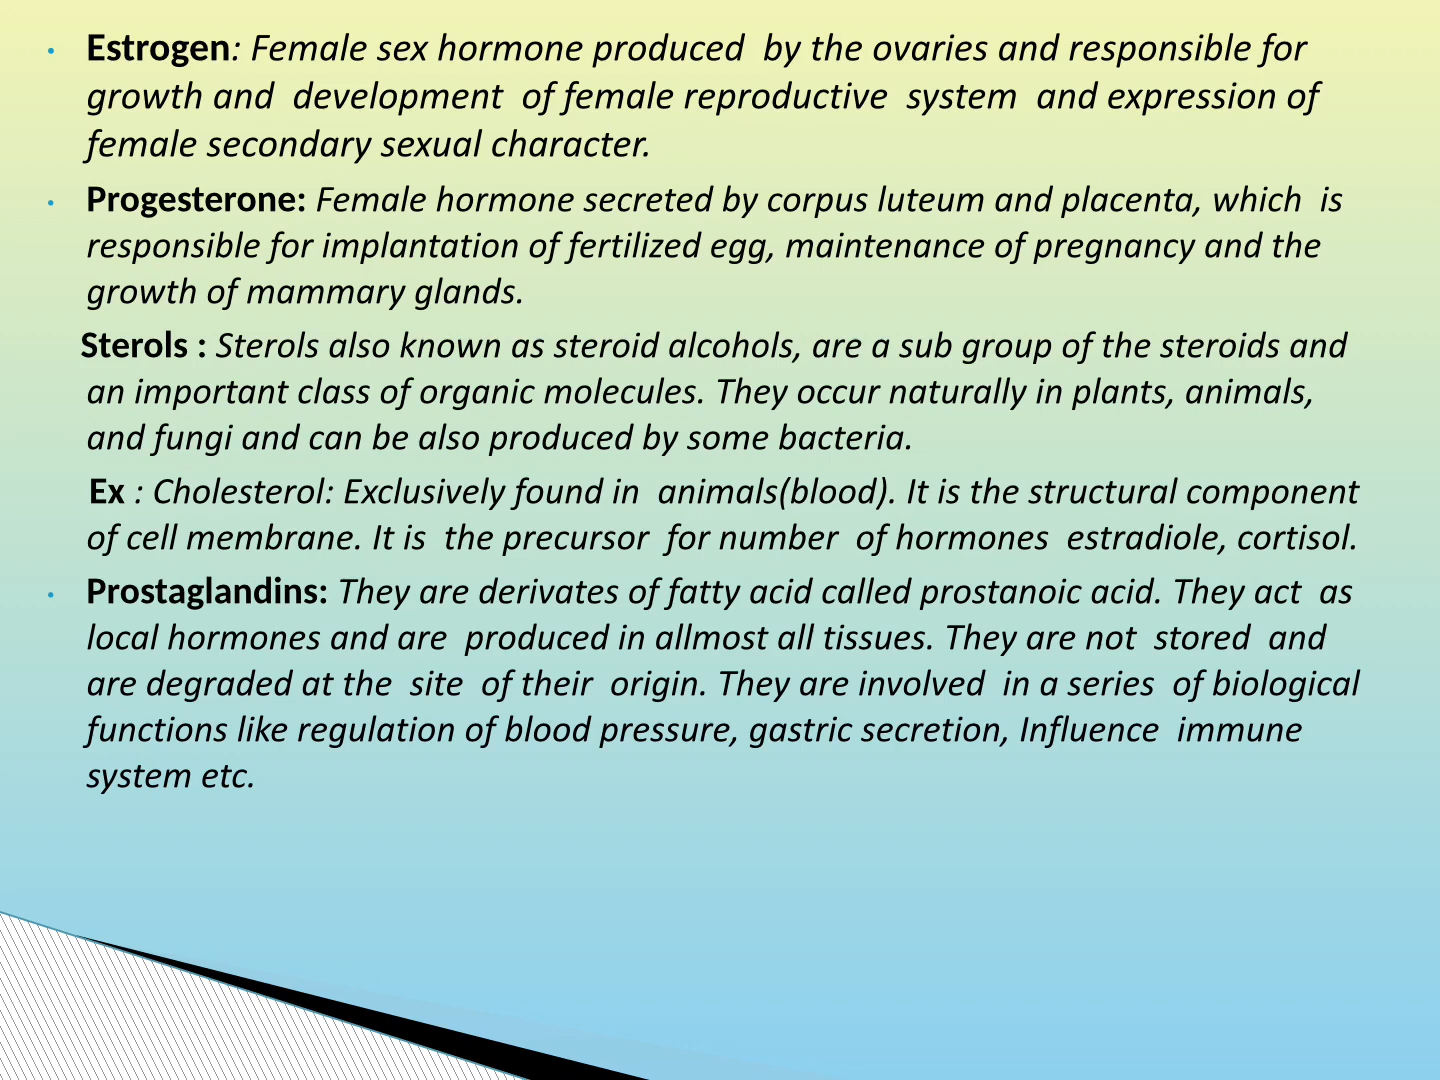 • Estrogen: Female sex hormone produced by the ovaries and responsible for
growth and development of female reproductive system and expression of
female secondary sexual character.
• Progesterone: Female hormone secreted by corpus luteum and placenta, which is
responsible for implantation of fertilized egg, maintenance of pregnancy and the
growth of mammary glands.
Sterols : Sterols also known as steroid alcohols, are a sub group of the steroids and
an important class of organic molecules. They occur naturally in plants, animals,
and fungi and can be also produced by some bacteria.
Ex : Cholesterol: Exclusively found in animals(blood). It is the structural component
of cell membrane. It is the precursor for number of hormones estradiole, cortisol.
• Prostaglandins: They are derivates of fatty acid called prostanoic acid. They act as
local hormones and are produced in allmost all tissues. They are not stored and
are degraded at the site of their origin. They are involved in a series of biological
functions like regulation of blood pressure, gastric secretion, Influence immune
system etc.